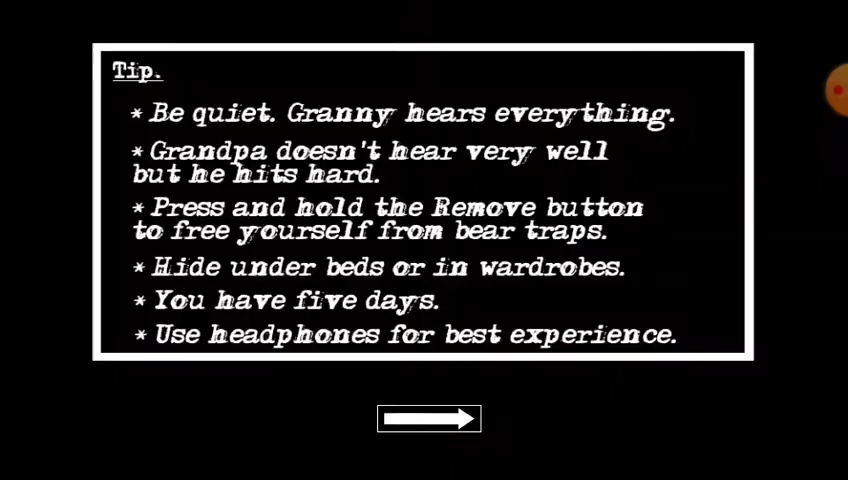 Tip.
* Be quiet. Granny hears everything.
* Grandpa doesn't hear very well
but he hits hard.
* Press and hold the Remove button
to free yourself from bear traps.
* Hide under beds or in wardrobes.
* You have five days.
* Use headphones for best experience.